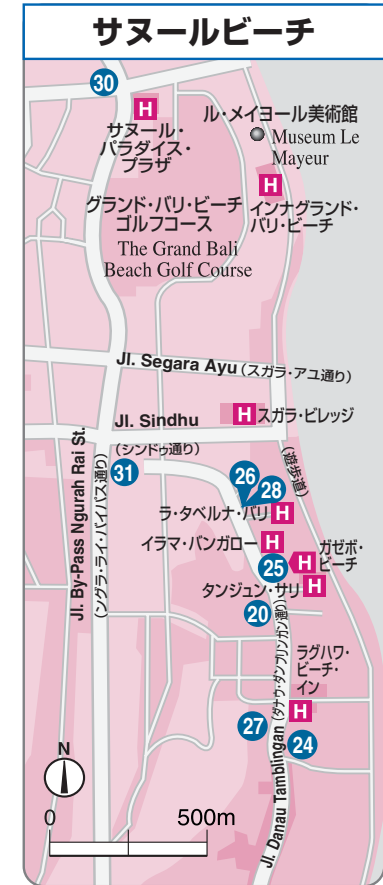 サヌールビーチ
30
H
サヌール・
パラダイス・
プラザ
ル・メイヨール美術館
Museum Le
Mayeur
H
インナグランド・
バリ・ビーチ
グランド・バリ・ビーチ
ゴルフコース
The Grand Bali
Beach Golf Course
Jl. Segara Ayu (スガラ・アユ通り)
H スガラ・ビレッジ
Jl. Sindhu
(シンドゥ通り)
(遊歩道)
31
Jl. By-Pass Ngurah Rai St.
(ングラ・ライ・バイパス通り)
26
28
ラ・タベルナ・バリ H
イラマ・バンガロー H
25
H ガゼボ・
ビーチ
タンジュン・サリ H
20
Jl. Danau Tamblingan (ダナウ・タンブリンガン通り)
ラグハワ・
ビーチ・
イン
H
27
24
N
0 500m